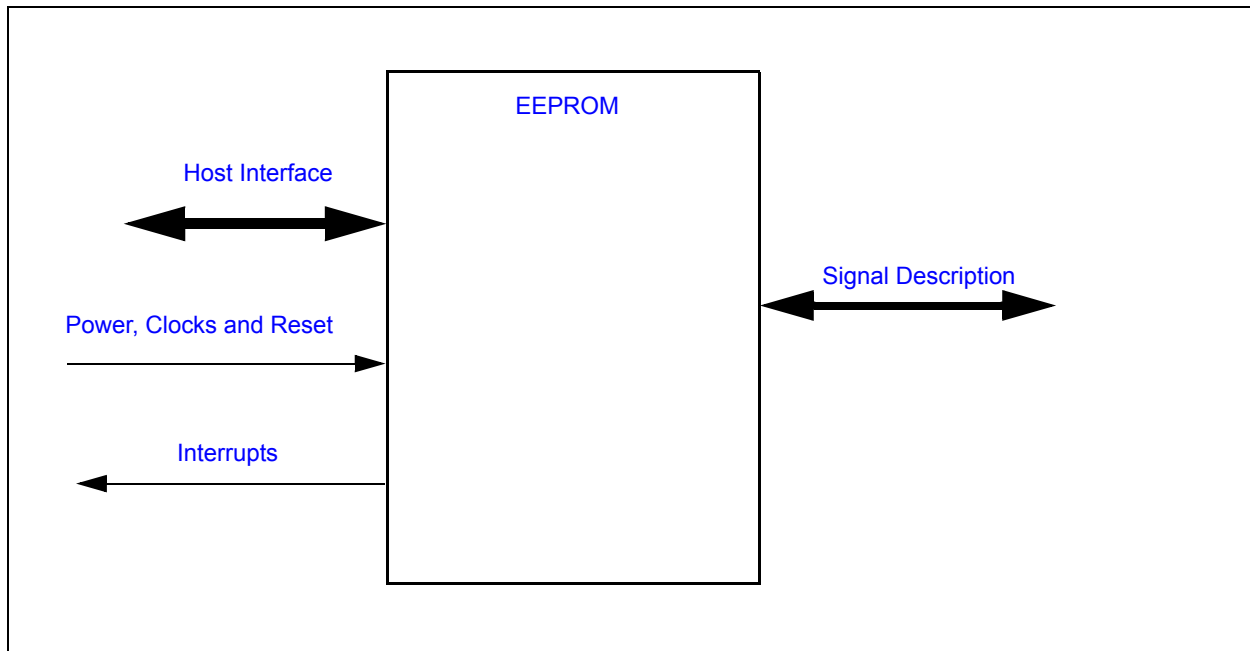 EEPROM
Host Interface
Signal Description
Power, Clocks and Reset
Interrupts